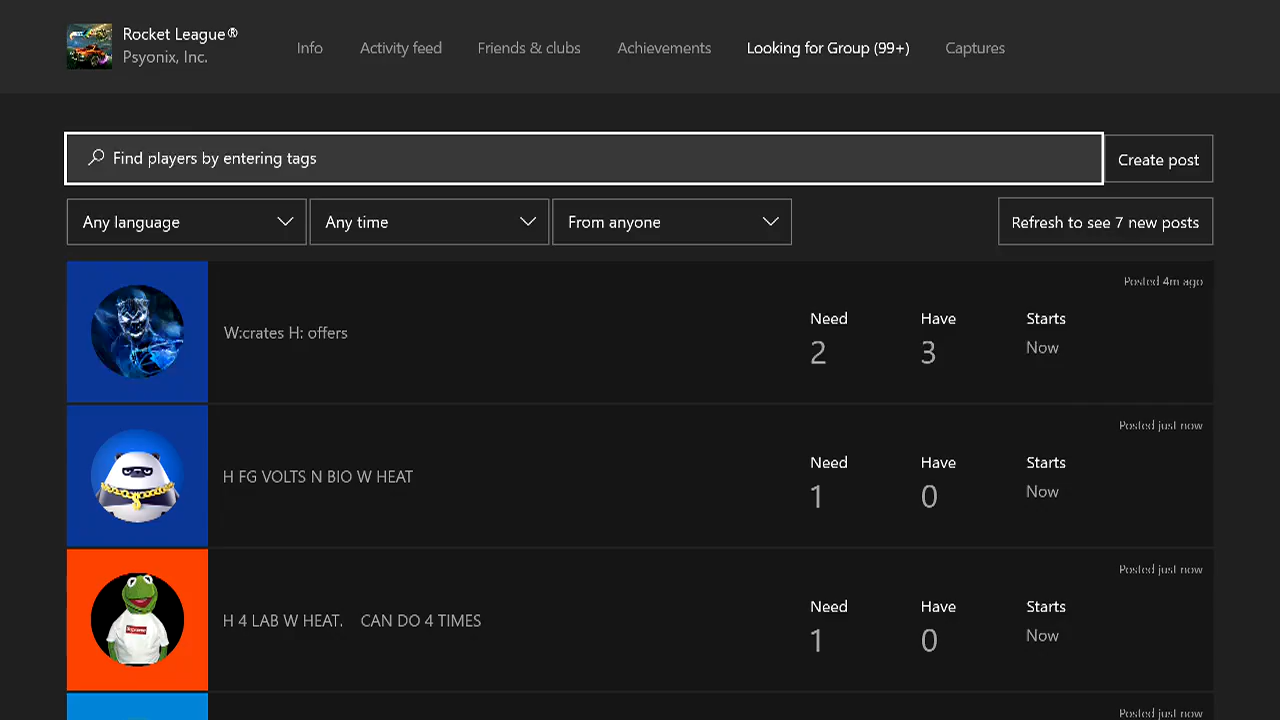 Rocket League®
Psyonix, Inc.
Info
Activity feed
Friends & clubs
Achievements
Looking for Group (99+)
Captures
Find players by entering tags
Create post
Any language
Any time
From anyone
Refresh to see 7 new posts
Posted 4m ago
W:crates H: offers
Need
2
Have
3
Starts
Now
Posted just now
H FG VOLTS N BIO W HEAT
Need
1
Have
0
Starts
Now
Posted just now
H 4 LAB W HEAT. CAN DO 4 TIMES
Need
1
Have
0
Starts
Now
Supreme
Posted just now